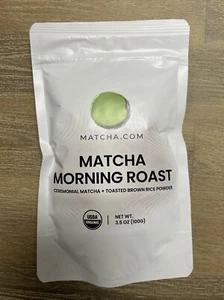 MATCHA.COM
MATCHA
MORNING ROAST
CEREMONIAL MATCHA + TOASTED BROWN RICE POWDER
USDA
ORGANIC
NET WT.
3.5 OZ (100G)